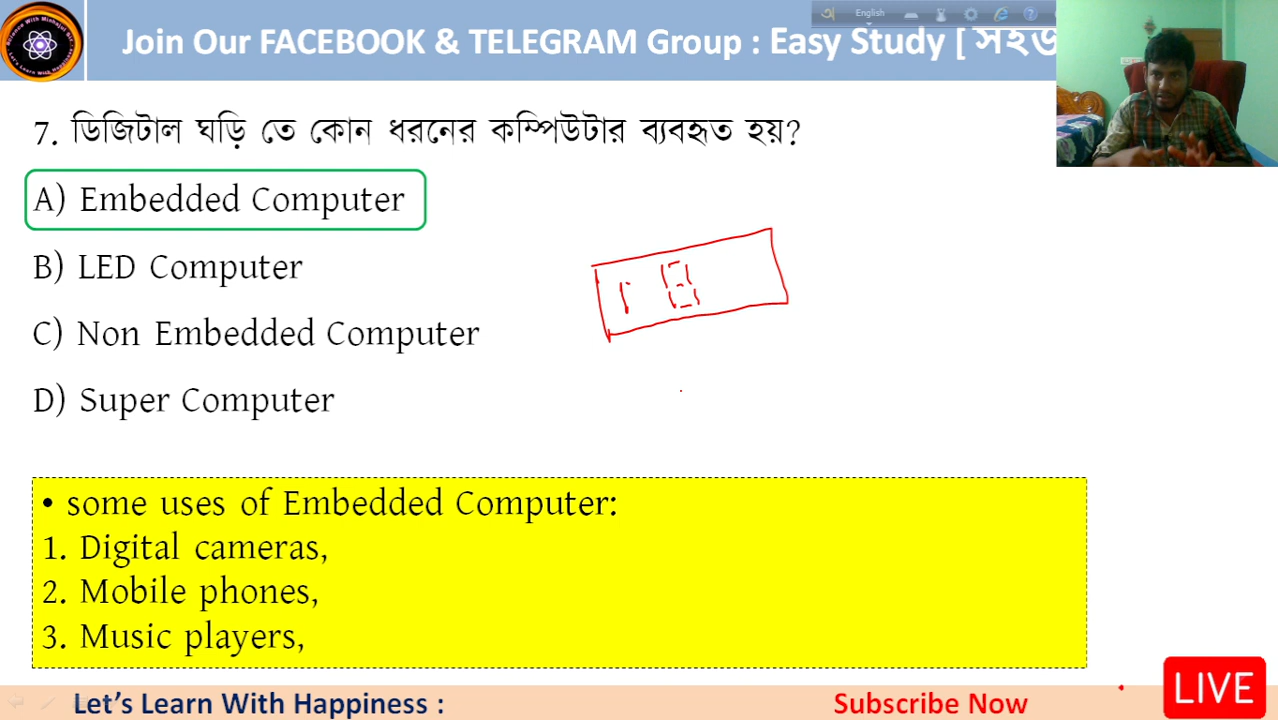 English
Join Our FACEBOOK & TELEGRAM Group : Easy Study [
7. ডিজিটাল ঘড়ি তে কোন ধরনের কম্পিউটার ব্যবহৃত হয়?
A) Embedded Computer
B) LED Computer
C) Non Embedded Computer
D) Super Computer
• some uses of Embedded Computer:
1. Digital cameras,
2. Mobile phones,
3. Music players,
Let's Learn With Happiness :
Subscribe Now
LIVE